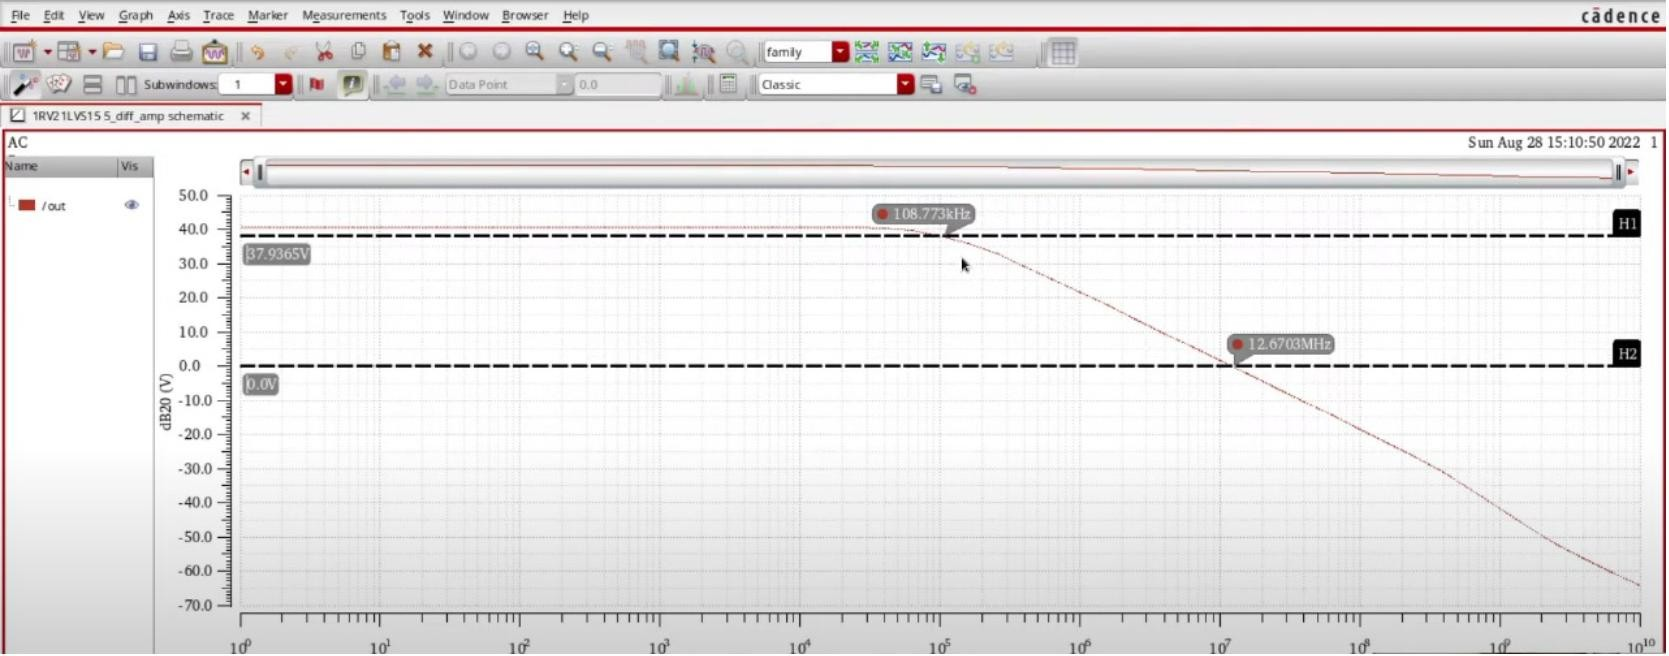 File Edit View Graph Axis Trace Marker Measurements Tools Window Browser Help cādence
family
Subwindows: 1 Data Point 0.0 Classic
1RV21LVS15 5_diff_amp schematic
AC Sun Aug 28 15:10:50 2022 1
Name Vis
/out
50.0
40.0
30.0
20.0
10.0
0.0
-10.0
-20.0
-30.0
-40.0
-50.0
-60.0
-70.0
dB20 (V)
108.773kHz
H1
37.9365V
12.6703MHz
H2
0.0V
10⁰ 10¹ 10² 10³ 10⁴ 10⁵ 10⁶ 10⁷ 10⁸ 10⁹ 10¹⁰